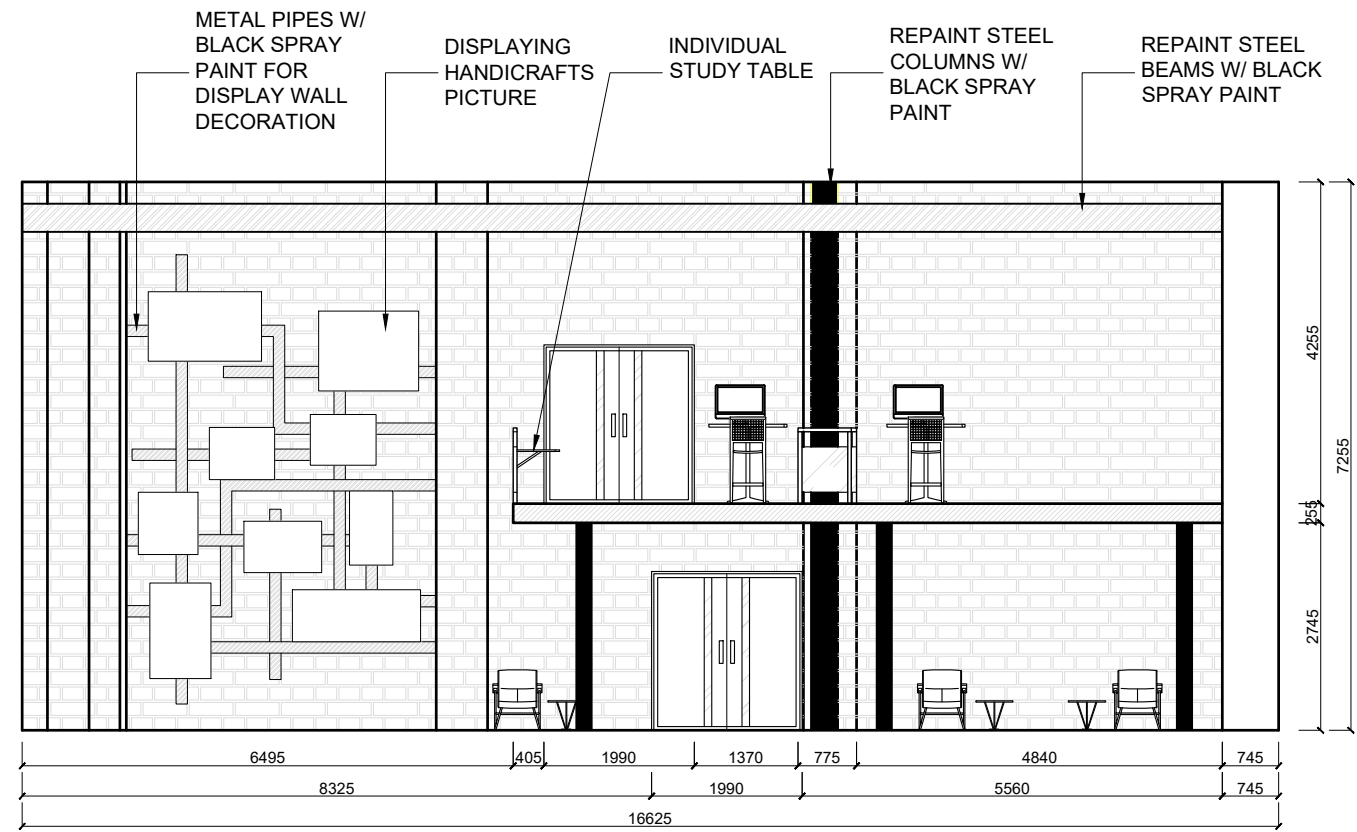 METAL PIPES W/
BLACK SPRAY
PAINT FOR
DISPLAY WALL
DECORATION
DISPLAYING
HANDICRAFTS
PICTURE
INDIVIDUAL
STUDY TABLE
REPAINT STEEL
COLUMNS W/
BLACK SPRAY
PAINT
REPAINT STEEL
BEAMS W/ BLACK
SPRAY PAINT
4255
7255
255
2745
6495 405 1990 1370 775 4840 745
8325 1990 5560 745
16625